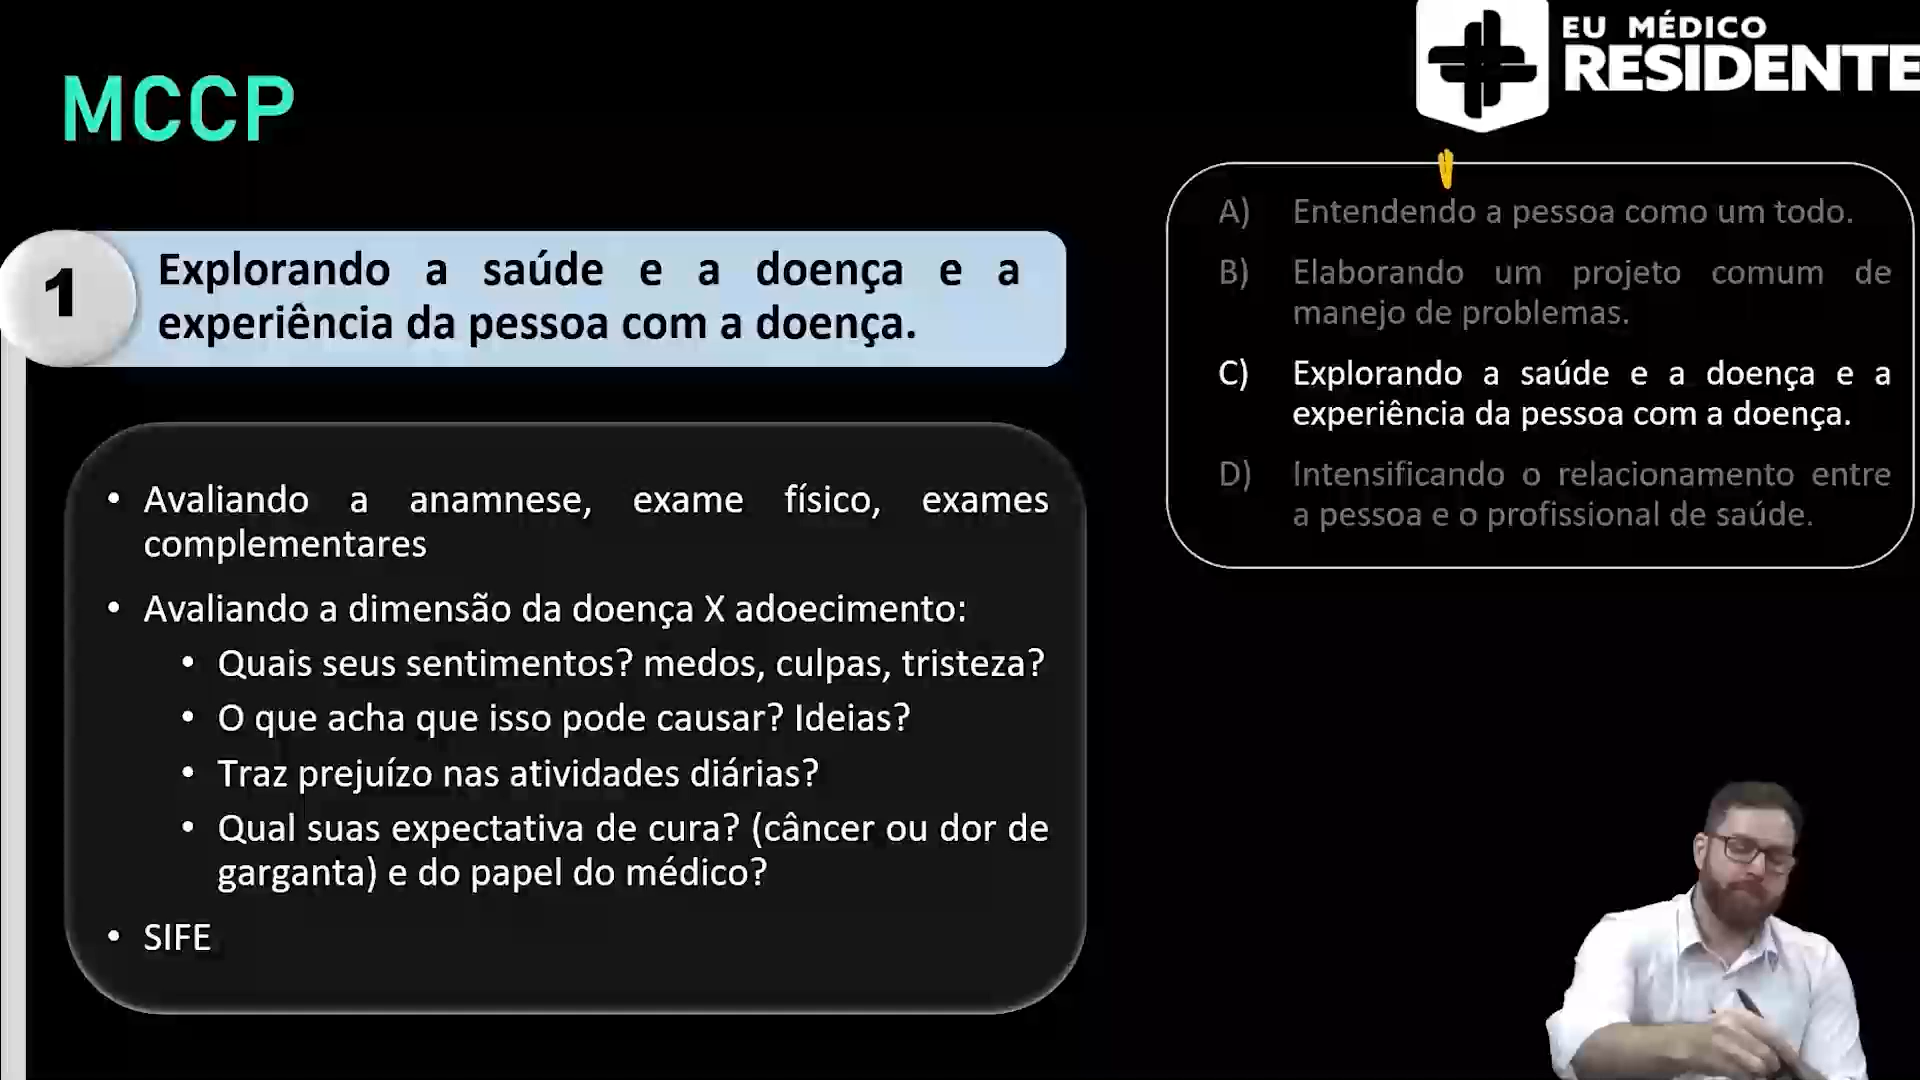 EU MÉDICO
RESIDENTE
MCCP
1
Explorando a saúde e a doença e a
experiência da pessoa com a doença.
• Avaliando a anamnese, exame físico, exames
complementares
• Avaliando a dimensão da doença X adoecimento:
• Quais seus sentimentos? medos, culpas, tristeza?
• O que acha que isso pode causar? Ideias?
• Traz prejuízo nas atividades diárias?
• Qual suas expectativa de cura? (câncer ou dor de
garganta) e do papel do médico?
• SIFE
A) Entendendo a pessoa como um todo.
B) Elaborando um projeto comum de
manejo de problemas.
C) Explorando a saúde e a doença e a
experiência da pessoa com a doença.
D) Intensificando o relacionamento entre
a pessoa e o profissional de saúde.